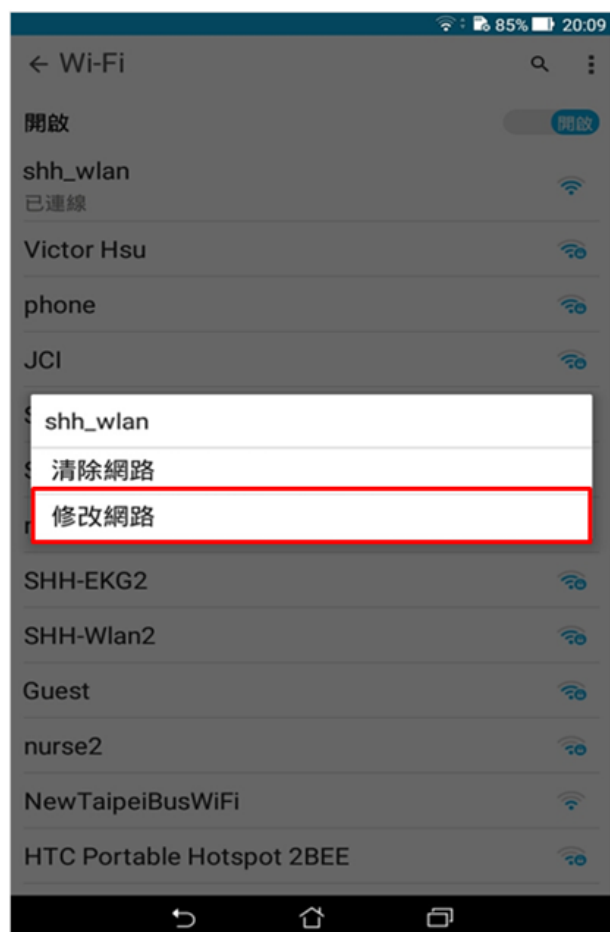 85% 20:09
Wi-Fi
開啟
開啟
shh_wlan
已連線
Victor Hsu
phone
JCI
shh_wlan
清除網路
修改網路
SHH-EKG2
SHH-Wlan2
Guest
nurse2
NewTaipeiBusWiFi
HTC Portable Hotspot 2BEE